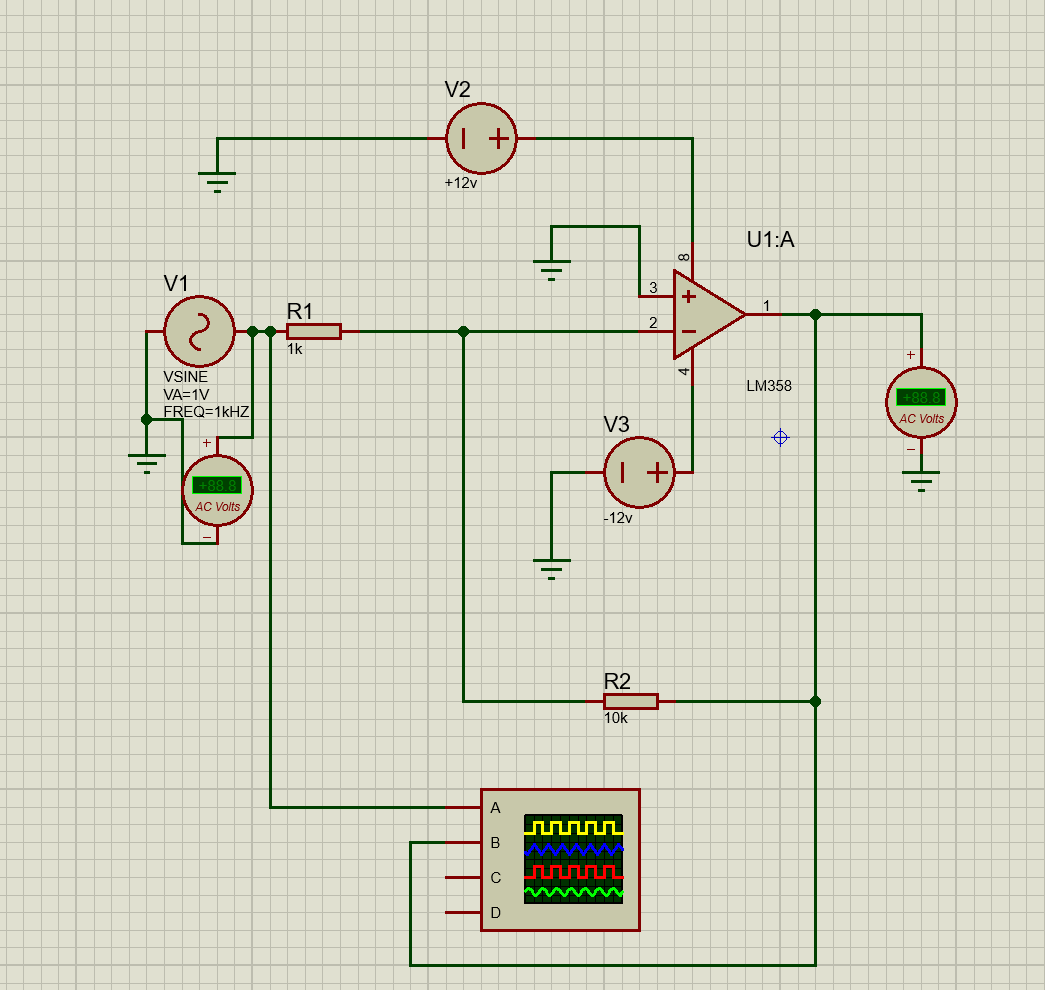 V2
+12v
U1:A
8
3
2
1
4
LM358
V1
VSINE
VA=1V
FREQ=1kHZ
R1
1k
+
+88.8
AC Volts
−
V3
-12v
+
+88.8
AC Volts
−
R2
10k
A
B
C
D